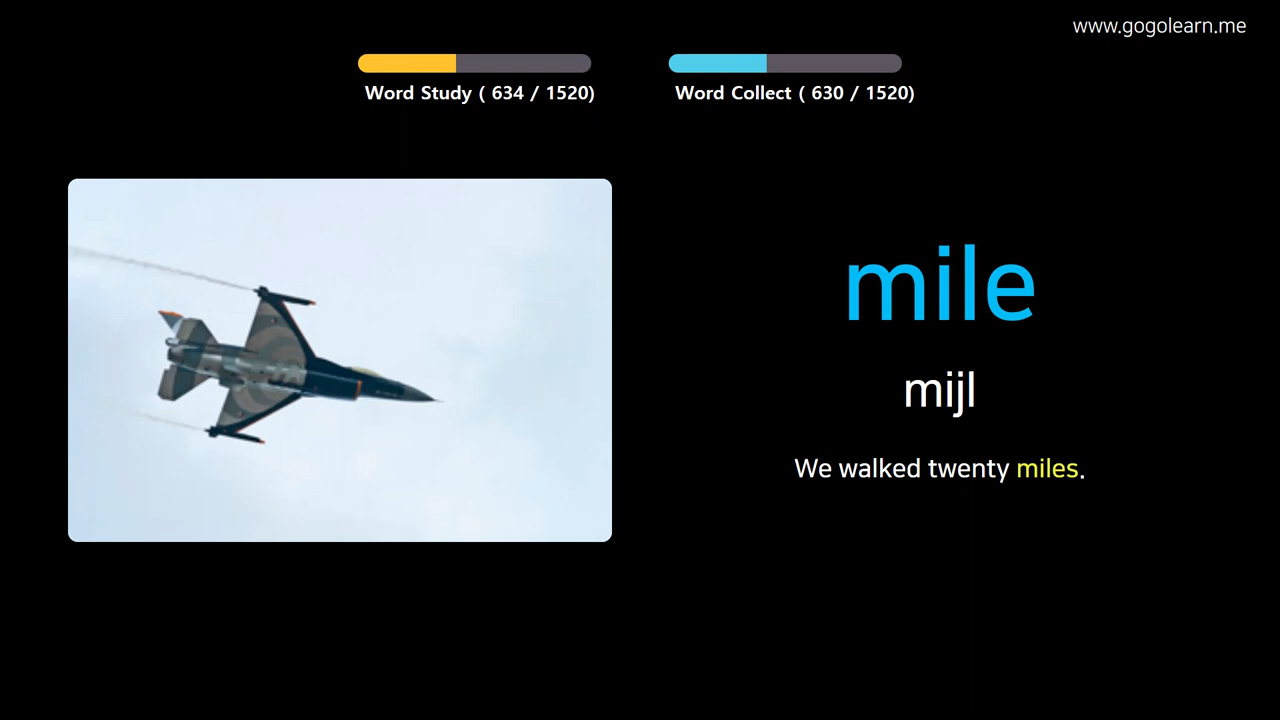 www.gogolearn.me
Word Study ( 634 / 1520)
Word Collect ( 630 / 1520)
mile
mijl
We walked twenty miles.